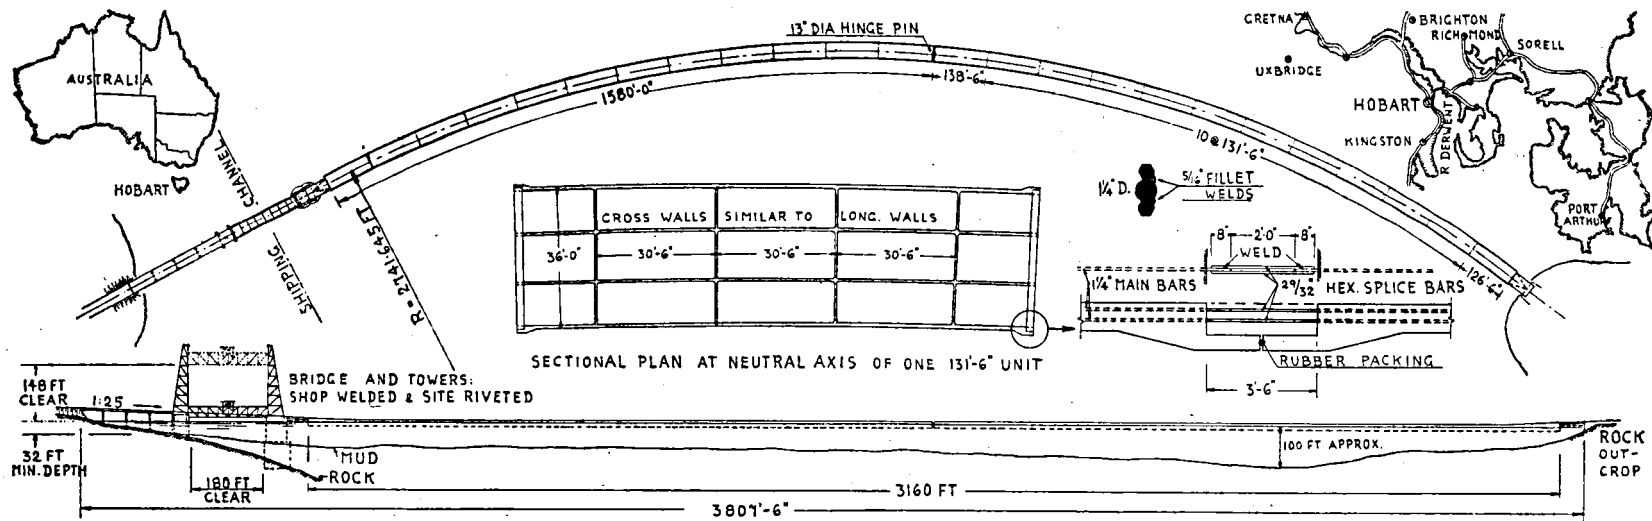 AUSTRALIA
HOBART
CHANNEL
SHIPPING
R = 2741·645 FT
1580'-0"
13" DIA HINGE PIN
138'-6"
10 @ 131'-6"
126'-6"
GRETNA
BRIGHTON
RICHMOND
SORELL
UXBRIDGE
HOBART
KINGSTON
R DERWENT
PORT
ARTHUR
36'-0"
CROSS WALLS SIMILAR TO LONG. WALLS
30'-6" 30'-6" 30'-6"
SECTIONAL PLAN AT NEUTRAL AXIS OF ONE 131'-6" UNIT
1¼" D.
5/16" FILLET
WELDS
8" 2'-0" 8"
WELD
1¼" MAIN BARS
29/32"
HEX. SPLICE BARS
RUBBER PACKING
3'-6"
BRIDGE AND TOWERS:
SHOP WELDED & SITE RIVETED
148 FT
CLEAR
1:25
32 FT
MIN. DEPTH
180 FT
CLEAR
MUD
ROCK
100 FT APPROX.
ROCK
OUT-
CROP
3160 FT
3809'-6"